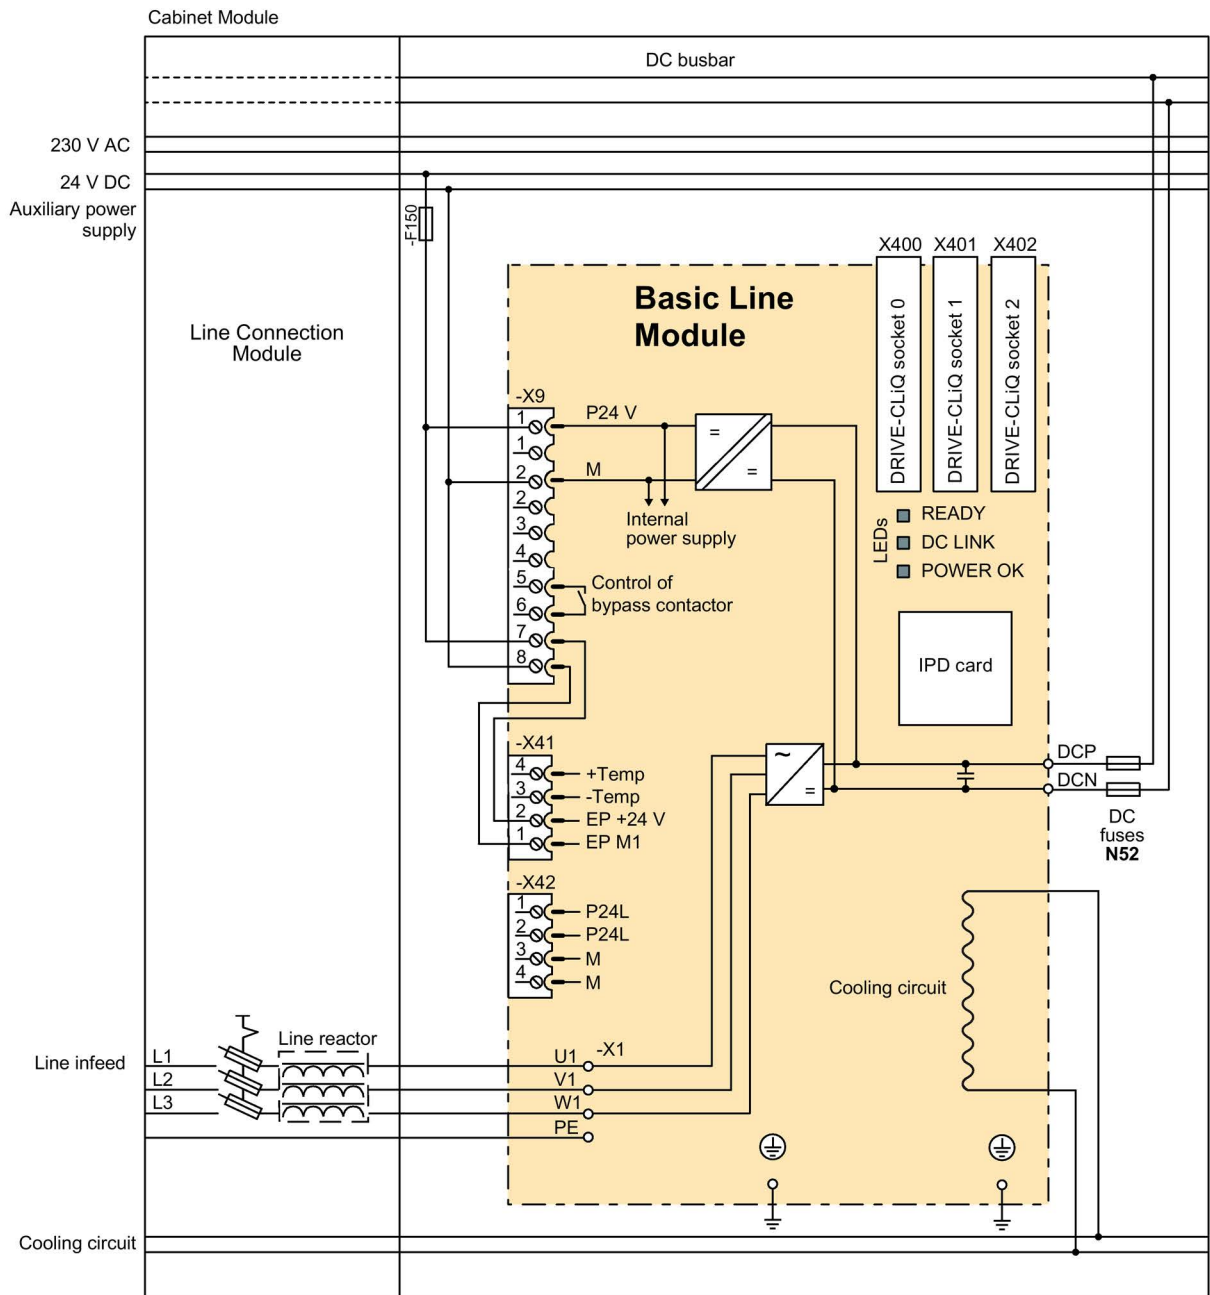 Cabinet Module
DC busbar
230 V AC
24 V DC
Auxiliary power
supply
-F150
X400 X401 X402
Basic Line
Module
DRIVE-CLiQ socket 0
DRIVE-CLiQ socket 1
DRIVE-CLiQ socket 2
Line Connection
Module
-X9
1
1
2
2
3
4
5
6
7
8
P24 V
M
=
=
Internal
power supply
Control of
bypass contactor
LEDs
READY
DC LINK
POWER OK
IPD card
-X41
4 +Temp
3 -Temp
2 EP +24 V
1 EP M1
~
=
DCP
DCN
DC
fuses
N52
-X42
1 P24L
2 P24L
3 M
4 M
Cooling circuit
Line reactor
Line infeed
L1
L2
L3
U1 -X1
V1
W1
PE
Cooling circuit